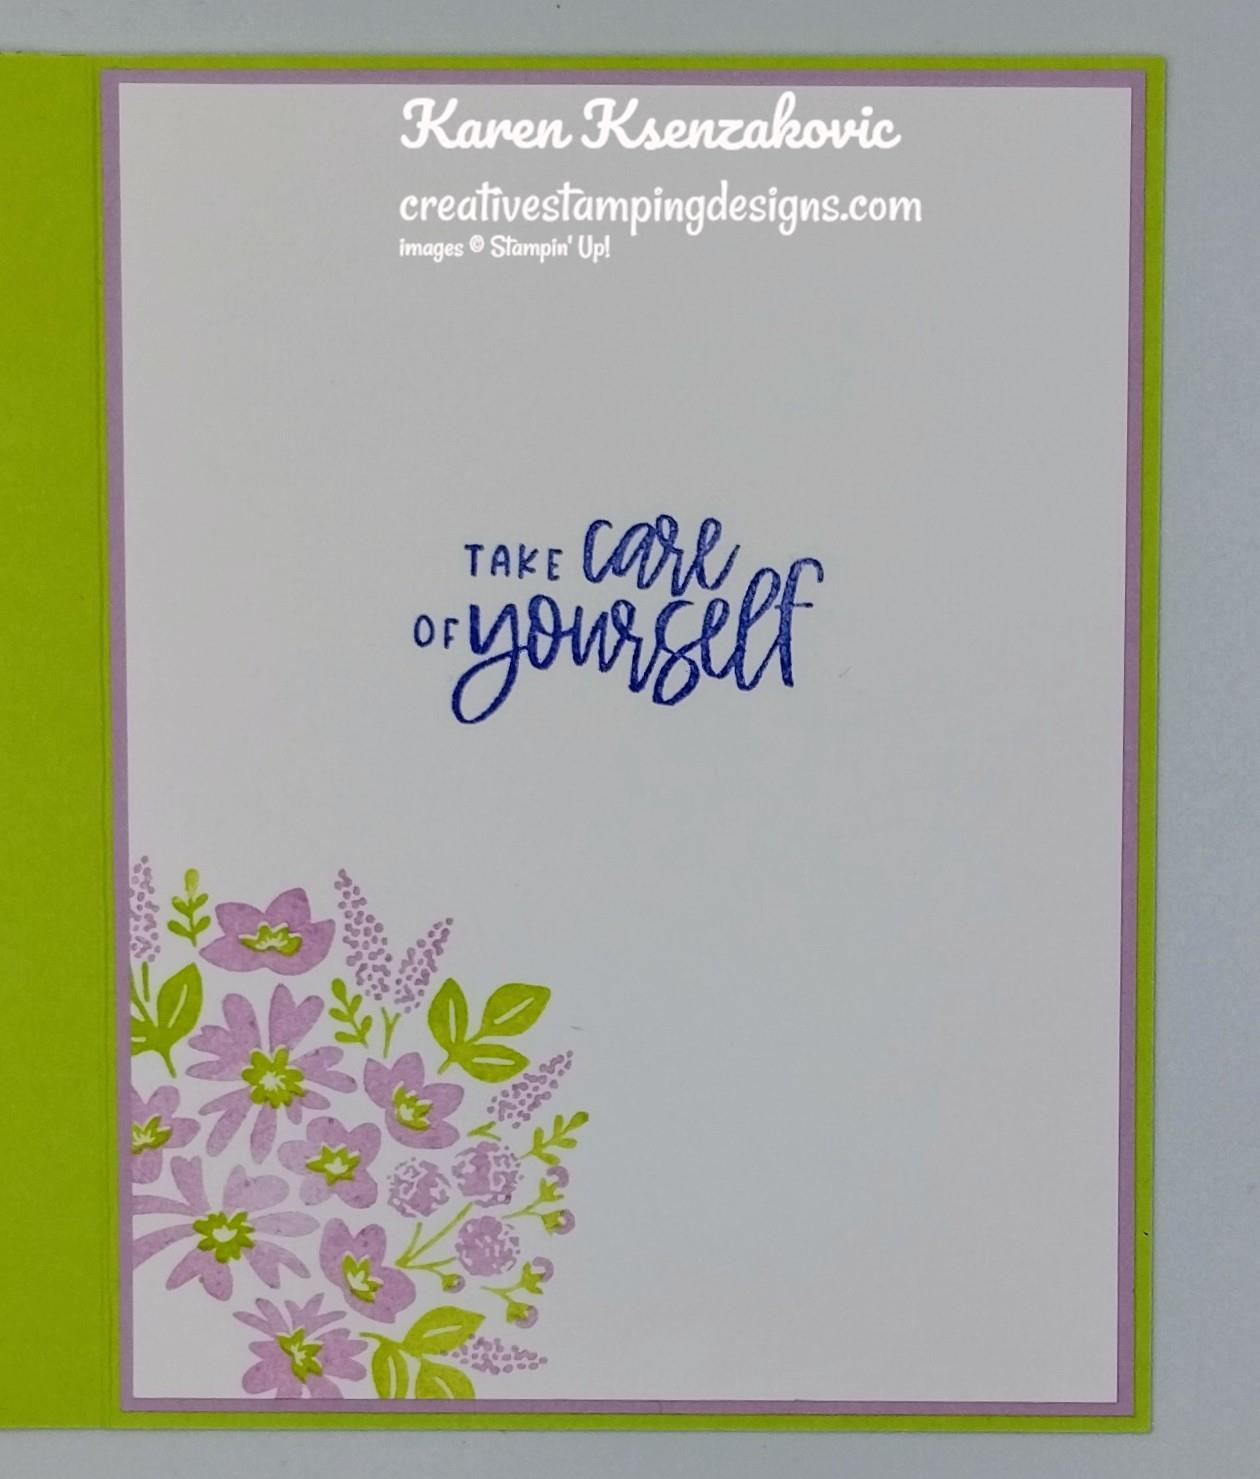 Karen Ksenzakovic
creativestampingdesigns.com
images © Stampin' Up!
TAKE care
OF yourself